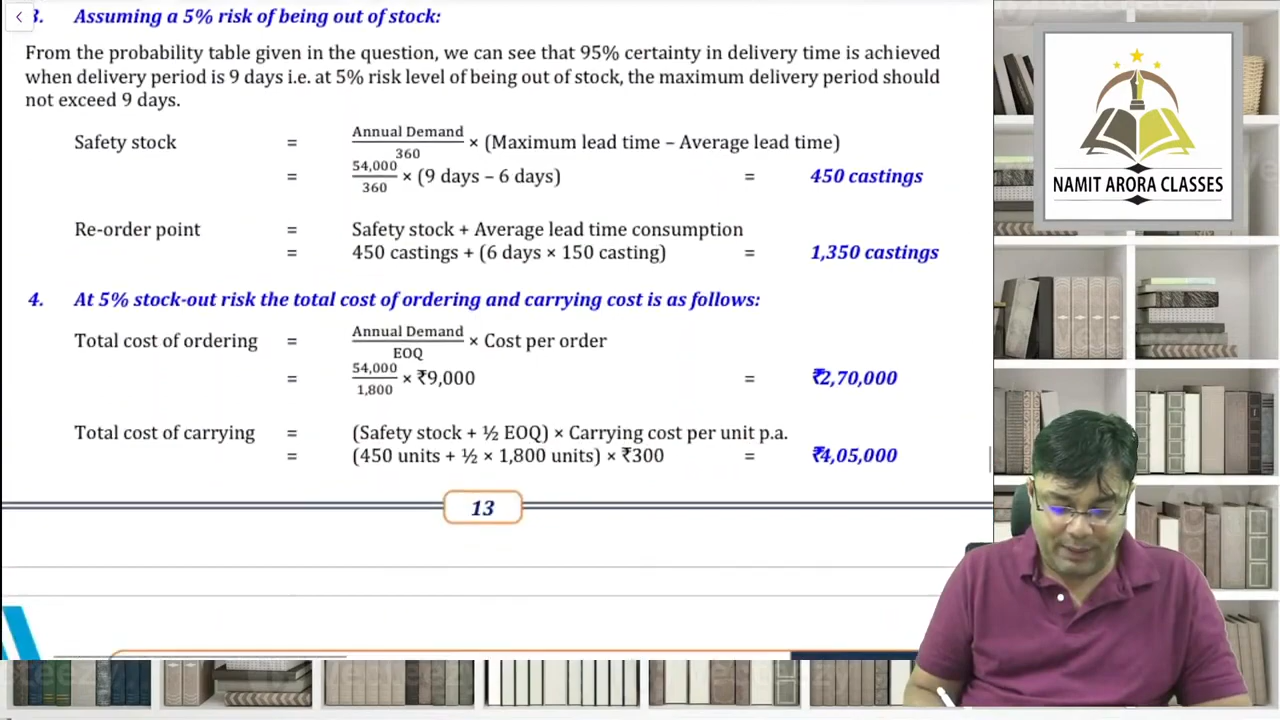 3. Assuming a 5% risk of being out of stock:
From the probability table given in the question, we can see that 95% certainty in delivery time is achieved
when delivery period is 9 days i.e. at 5% risk level of being out of stock, the maximum delivery period should
not exceed 9 days.
Safety stock = Annual Demand/360 × (Maximum lead time – Average lead time)
= 54,000/360 × (9 days – 6 days) = 450 castings
Re-order point = Safety stock + Average lead time consumption
= 450 castings + (6 days × 150 casting) = 1,350 castings
4. At 5% stock-out risk the total cost of ordering and carrying cost is as follows:
Total cost of ordering = Annual Demand/EOQ × Cost per order
= 54,000/1,800 × ₹9,000 = ₹2,70,000
Total cost of carrying = (Safety stock + ½ EOQ) × Carrying cost per unit p.a.
= (450 units + ½ × 1,800 units) × ₹300 = ₹4,05,000
13
NAMIT ARORA CLASSES